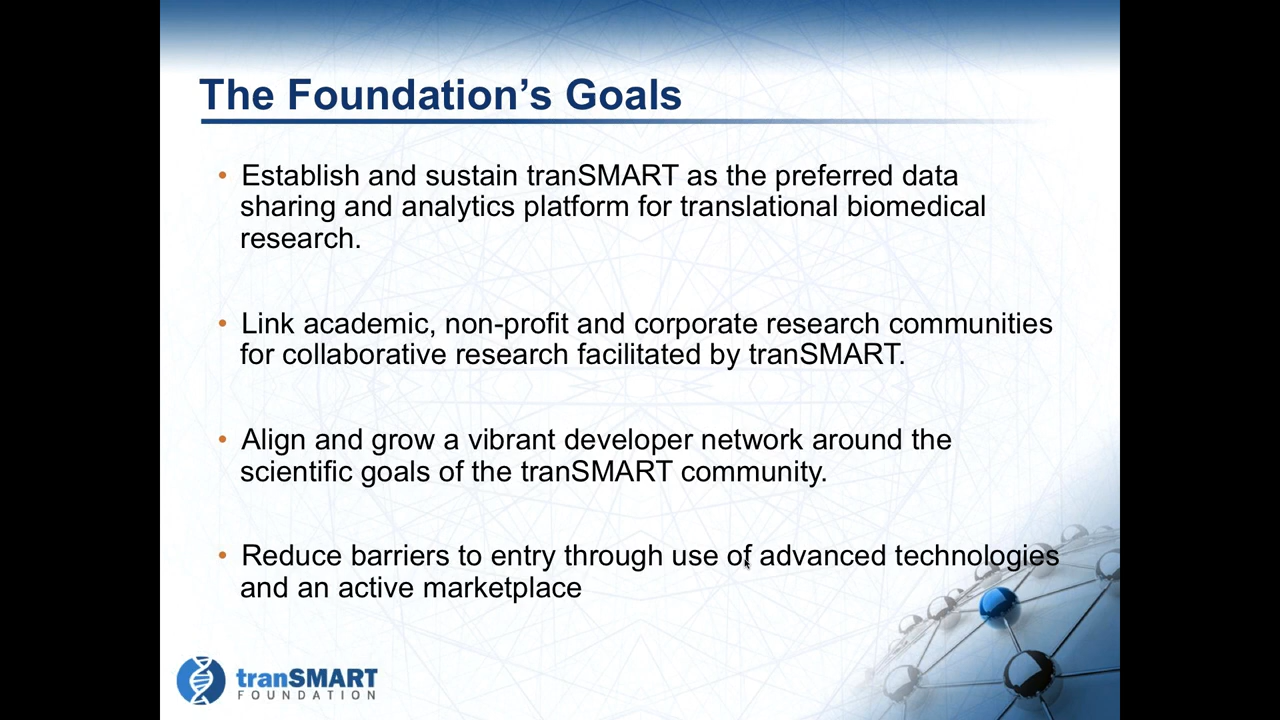 The Foundation’s Goals
• Establish and sustain tranSMART as the preferred data
sharing and analytics platform for translational biomedical
research.
• Link academic, non-profit and corporate research communities
for collaborative research facilitated by tranSMART.
• Align and grow a vibrant developer network around the
scientific goals of the tranSMART community.
• Reduce barriers to entry through use of advanced technologies
and an active marketplace
tranSMART
FOUNDATION